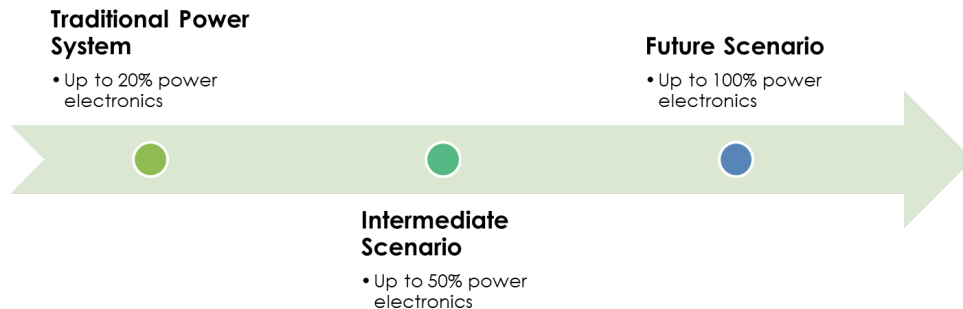 Traditional Power
System
• Up to 20% power
electronics
Intermediate
Scenario
• Up to 50% power
electronics
Future Scenario
• Up to 100% power
electronics